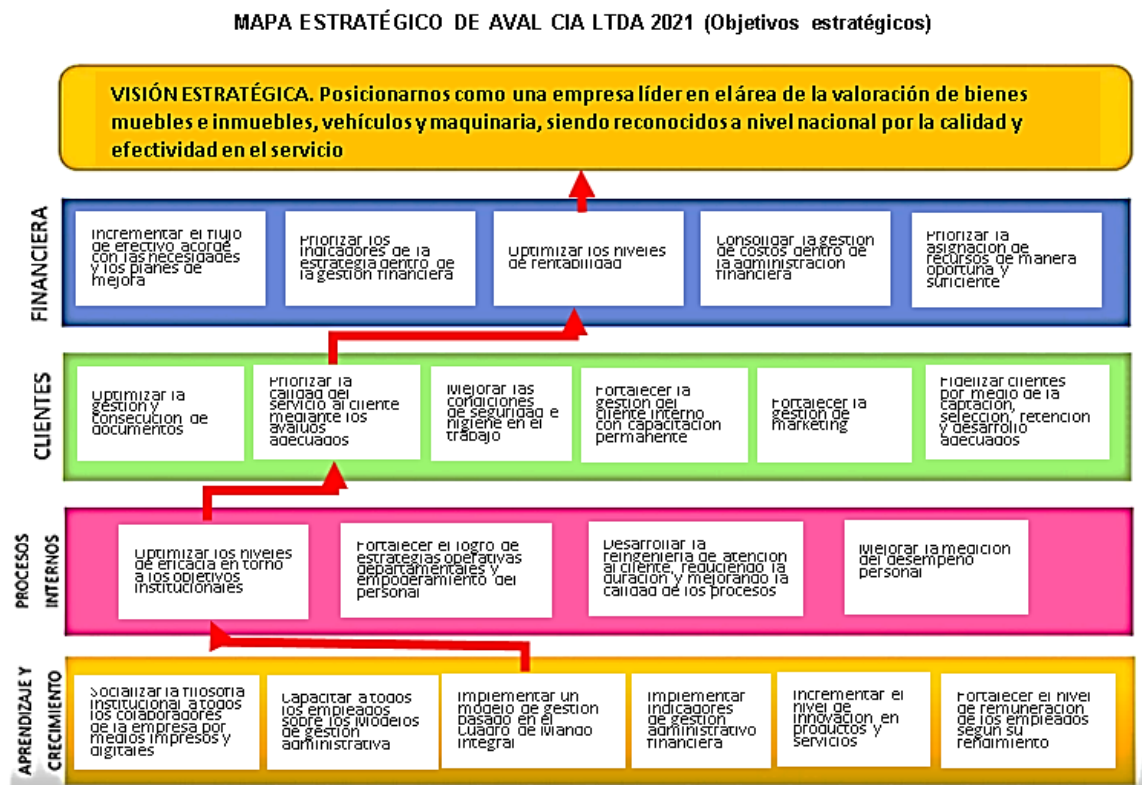 MAPA ESTRATÉGICO DE AVAL CIA LTDA 2021 (Objetivos estratégicos)
VISIÓN ESTRATÉGICA. Posicionarnos como una empresa líder en el área de la valoración de bienes
muebles e inmuebles, vehículos y maquinaria, siendo reconocidos a nivel nacional por la calidad y
efectividad en el servicio
FINANCIERA
Incrementar el flujo
de efectivo acorde
con las necesidades
y los planes de
mejora
Priorizar los
indicadores de la
estrategia dentro de
la gestión financiera
Optimizar los niveles
de rentabilidad
Consolidar la gestión
de costos dentro de
la administración
financiera
Priorizar la
asignación de
recursos de manera
oportuna y
suficiente
CLIENTES
Optimizar la
gestión y
consecución de
documentos
Priorizar la
calidad del
servicio al cliente
mediante los
avalúos
adecuados
Mejorar las
condiciones
de seguridad e
higiene en el
trabajo
Fortalecer la
gestión del
cliente interno
con capacitación
permanente
Fortalecer la
gestión de
marketing
Fidelizar clientes
por medio de la
captación,
selección, retención
y desarrollo
adecuados
PROCESOS
INTERNOS
Optimizar los niveles
de eficacia en torno
a los objetivos
institucionales
Fortalecer el logro de
estrategias operativas
departamentales y
empoderamiento del
personal
Desarrollar la
reingeniería de atención
al cliente, reduciendo la
duración y mejorando la
calidad de los procesos
Mejorar la medición
del desempeño
personal
APRENDIZAJE Y
CRECIMIENTO
Socializar la filosofía
institucional a todos
los colaboradores
de la empresa por
medios impresos y
digitales
Capacitar a todos
los empleados
sobre los Modelos
de gestión
administrativa
Implementar un
modelo de gestión
basado en el
Cuadro de Mando
Integral
Implementar
indicadores
de gestión
administrativo
financiera
Incrementar el
nivel de
innovación en
productos y
servicios
Fortalecer el nivel
de remuneración
de los empleados
según su
rendimiento